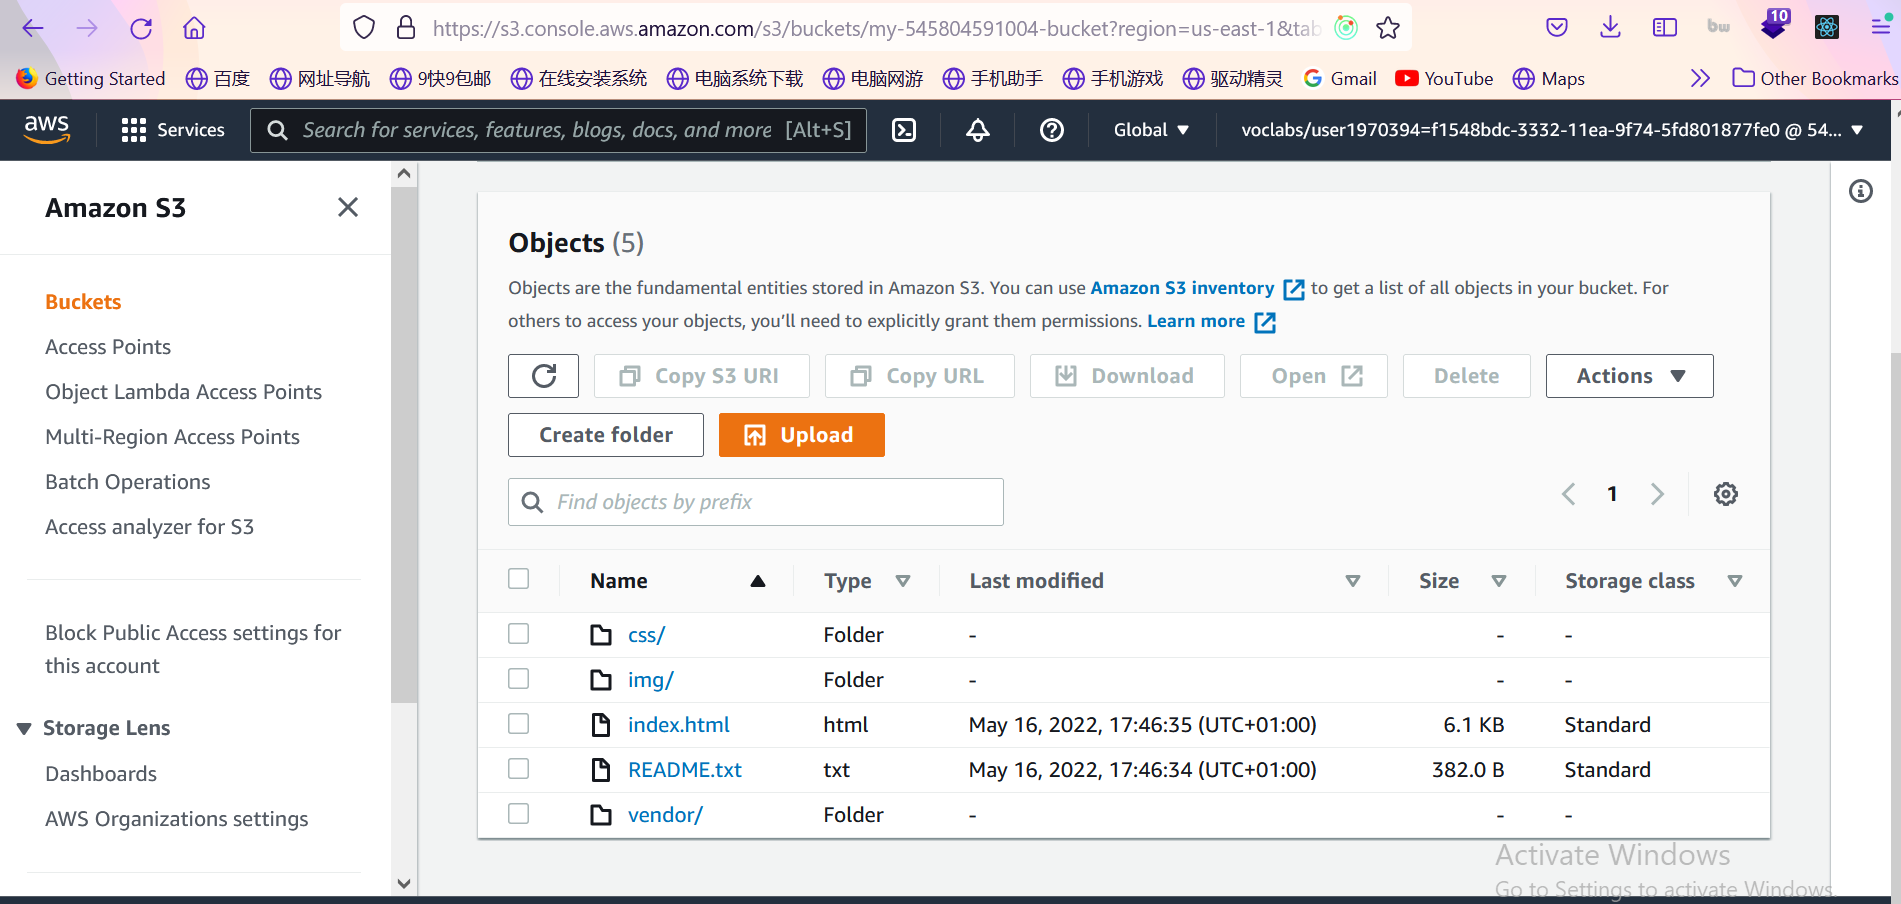 https://s3.console.aws.amazon.com/s3/buckets/my-545804591004-bucket?region=us-east-1&tab
10
Getting Started 百度 网址导航 9快9包邮 在线安装系统 电脑系统下载 电脑网游 手机助手 手机游戏 驱动精灵 Gmail YouTube Maps Other Bookmarks
aws Services Search for services, features, blogs, docs, and more [Alt+S] Global voclabs/user1970394=f1548bdc-3332-11ea-9f74-5fd801877fe0 @ 54...
Amazon S3
Buckets
Access Points
Object Lambda Access Points
Multi-Region Access Points
Batch Operations
Access analyzer for S3
Block Public Access settings for
this account
Storage Lens
Dashboards
AWS Organizations settings
Objects (5)
Objects are the fundamental entities stored in Amazon S3. You can use Amazon S3 inventory to get a list of all objects in your bucket. For
others to access your objects, you’ll need to explicitly grant them permissions. Learn more
Copy S3 URI Copy URL Download Open Delete Actions
Create folder Upload
Find objects by prefix
1
Name Type Last modified Size Storage class
css/ Folder - - -
img/ Folder - - -
index.html html May 16, 2022, 17:46:35 (UTC+01:00) 6.1 KB Standard
README.txt txt May 16, 2022, 17:46:34 (UTC+01:00) 382.0 B Standard
vendor/ Folder - - -
Activate Windows
Go to Settings to activate Windows.